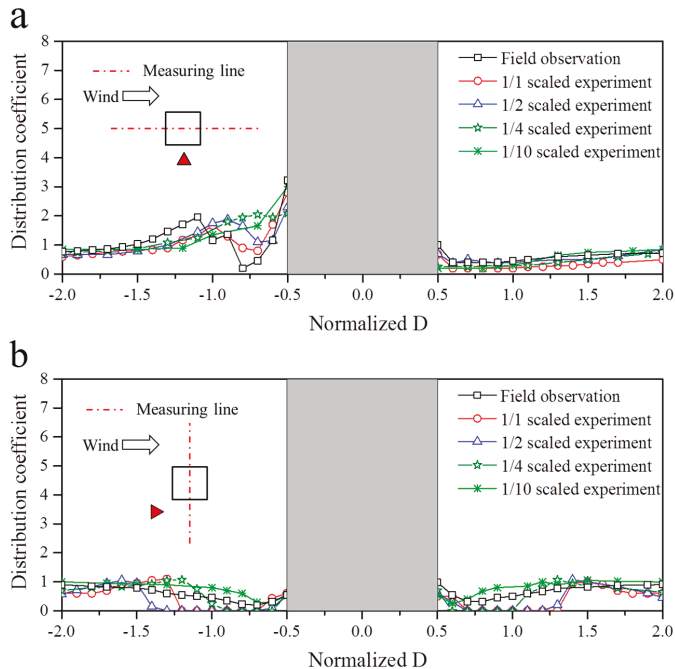 a
Distribution coefficient
8
7
6
5
4
3
2
1
0
Measuring line
Wind
Field observation
1/1 scaled experiment
1/2 scaled experiment
1/4 scaled experiment
1/10 scaled experiment
-2.0 -1.5 -1.0 -0.5 0.0 0.5 1.0 1.5 2.0
Normalized D
b
Distribution coefficient
8
7
6
5
4
3
2
1
0
Measuring line
Wind
Field observation
1/1 scaled experiment
1/2 scaled experiment
1/4 scaled experiment
1/10 scaled experiment
-2.0 -1.5 -1.0 -0.5 0.0 0.5 1.0 1.5 2.0
Normalized D